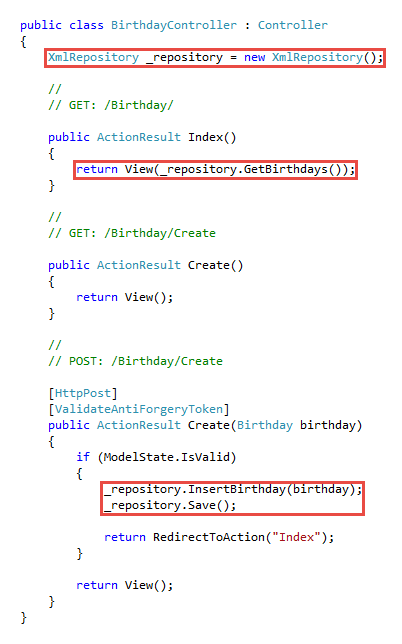 public class BirthdayController : Controller
{
    XmlRepository _repository = new XmlRepository();

    //
    // GET: /Birthday/

    public ActionResult Index()
    {
        return View(_repository.GetBirthdays());
    }

    //
    // GET: /Birthday/Create

    public ActionResult Create()
    {
        return View();
    }

    //
    // POST: /Birthday/Create

    [HttpPost]
    [ValidateAntiForgeryToken]
    public ActionResult Create(Birthday birthday)
    {
        if (ModelState.IsValid)
        {
            _repository.InsertBirthday(birthday);
            _repository.Save();

            return RedirectToAction("Index");
        }

        return View();
    }
}